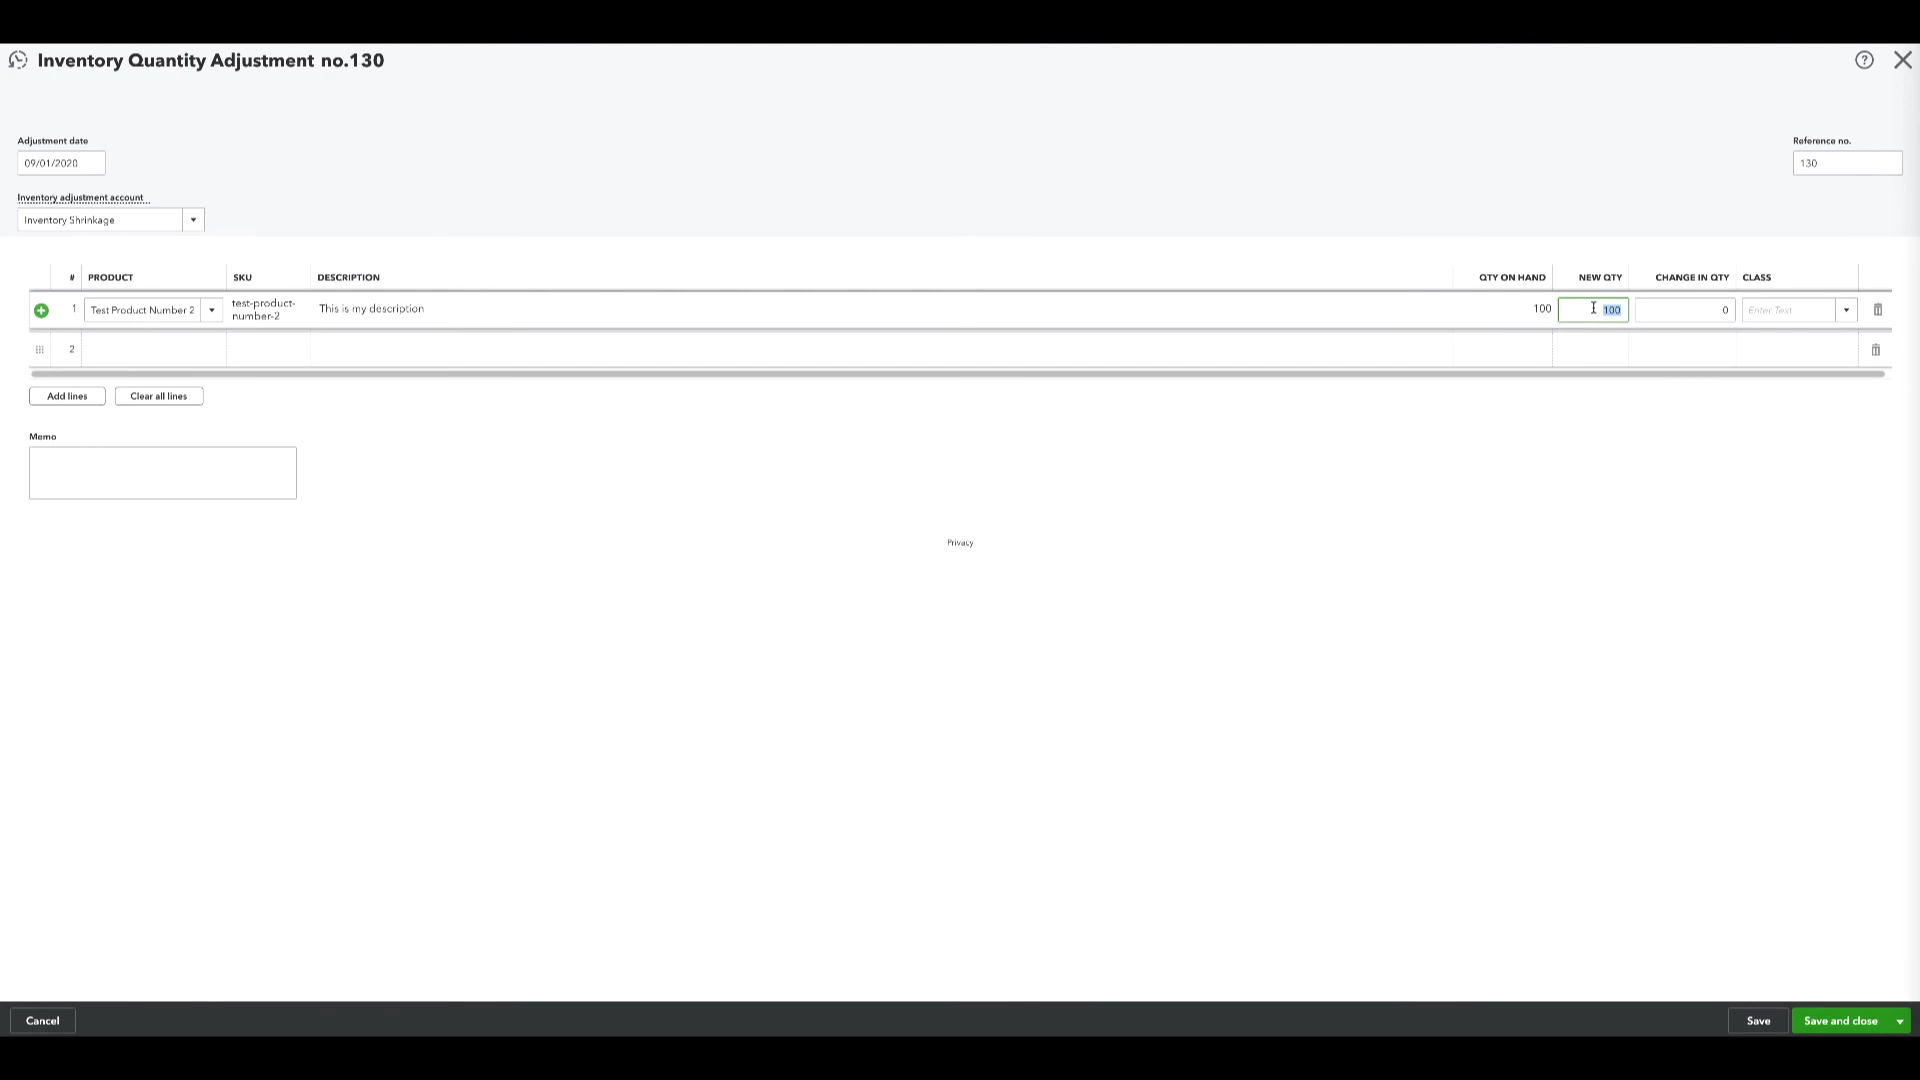 Inventory Quantity Adjustment no.130
Adjustment date
09/01/2020
Reference no.
130
Inventory adjustment account
Inventory Shrinkage
# PRODUCT SKU DESCRIPTION QTY ON HAND NEW QTY CHANGE IN QTY CLASS
1 Test Product Number 2 test-product- This is my description 100 100 0 Enter Text
number-2
2
Add lines Clear all lines
Memo
Privacy
Cancel Save Save and close